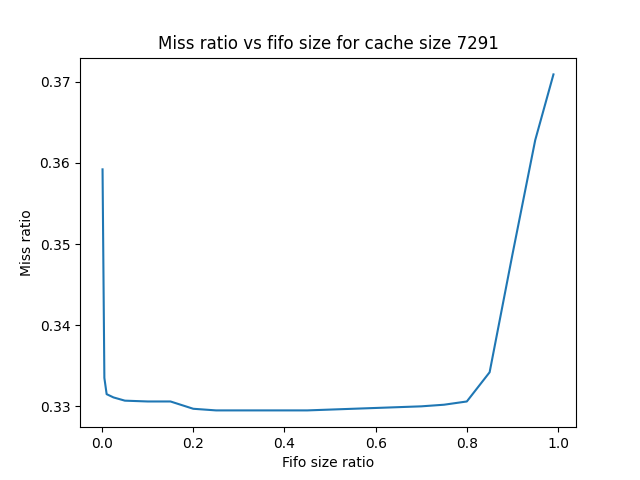 Miss ratio vs fifo size for cache size 7291
0.37
0.36
0.35
0.34
0.33
Miss ratio
0.0 0.2 0.4 0.6 0.8 1.0
Fifo size ratio